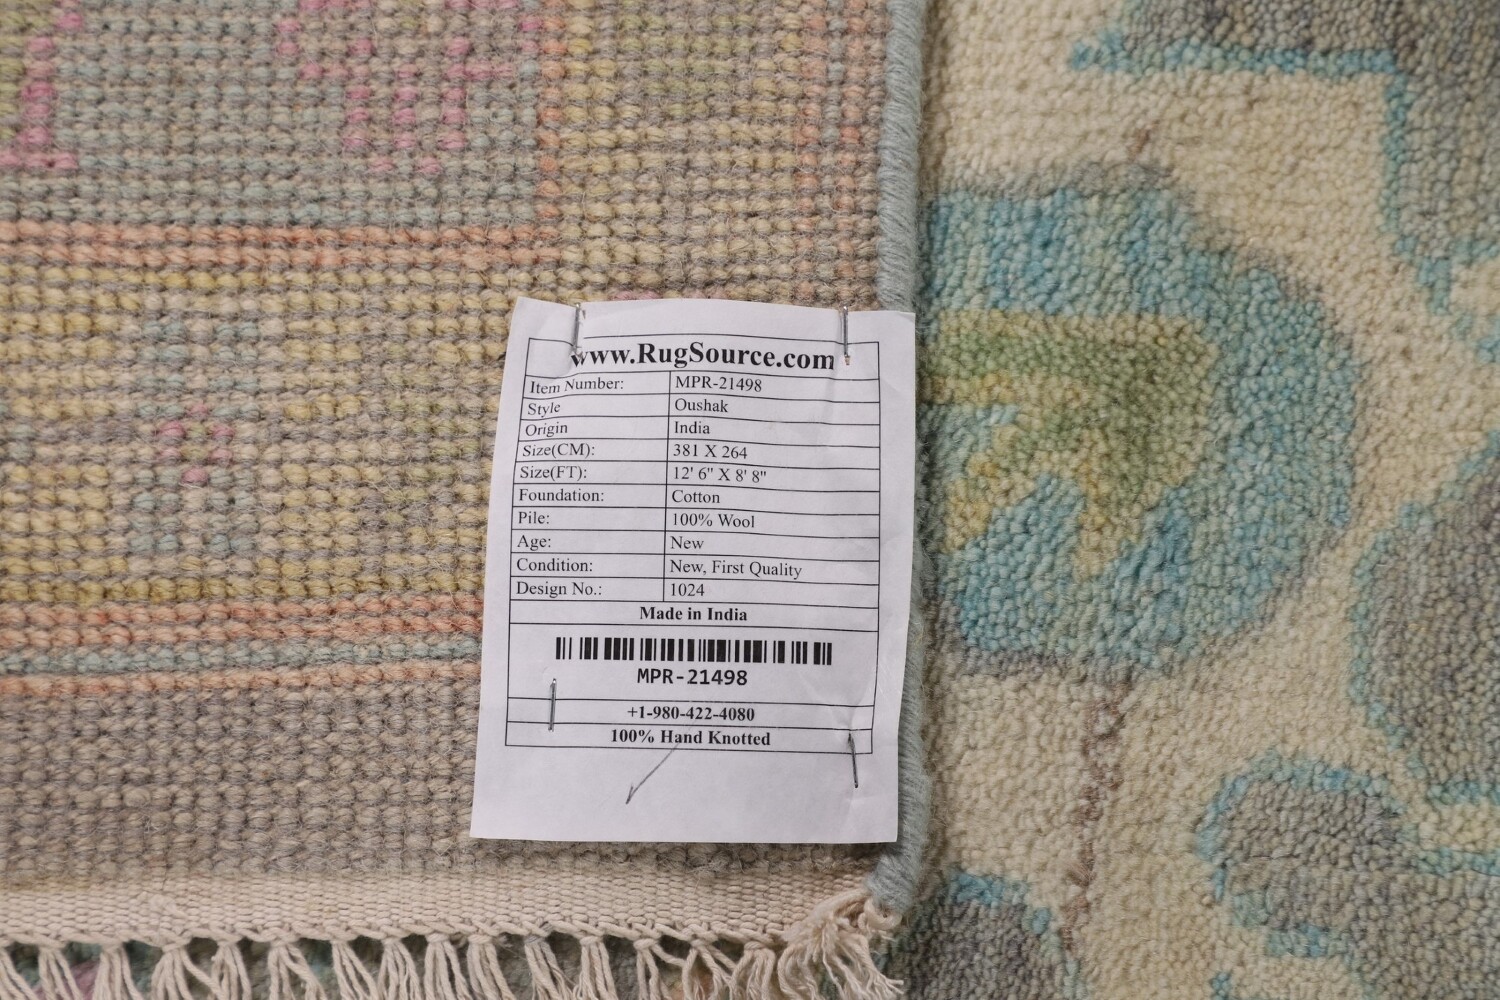 www.RugSource.com
Item Number: MPR-21498
Style Oushak
Origin India
Size(CM): 381 X 264
Size(FT): 12' 6" X 8' 8"
Foundation: Cotton
Pile: 100% Wool
Age: New
Condition: New, First Quality
Design No.: 1024
Made in India
MPR-21498
+1-980-422-4080
100% Hand Knotted